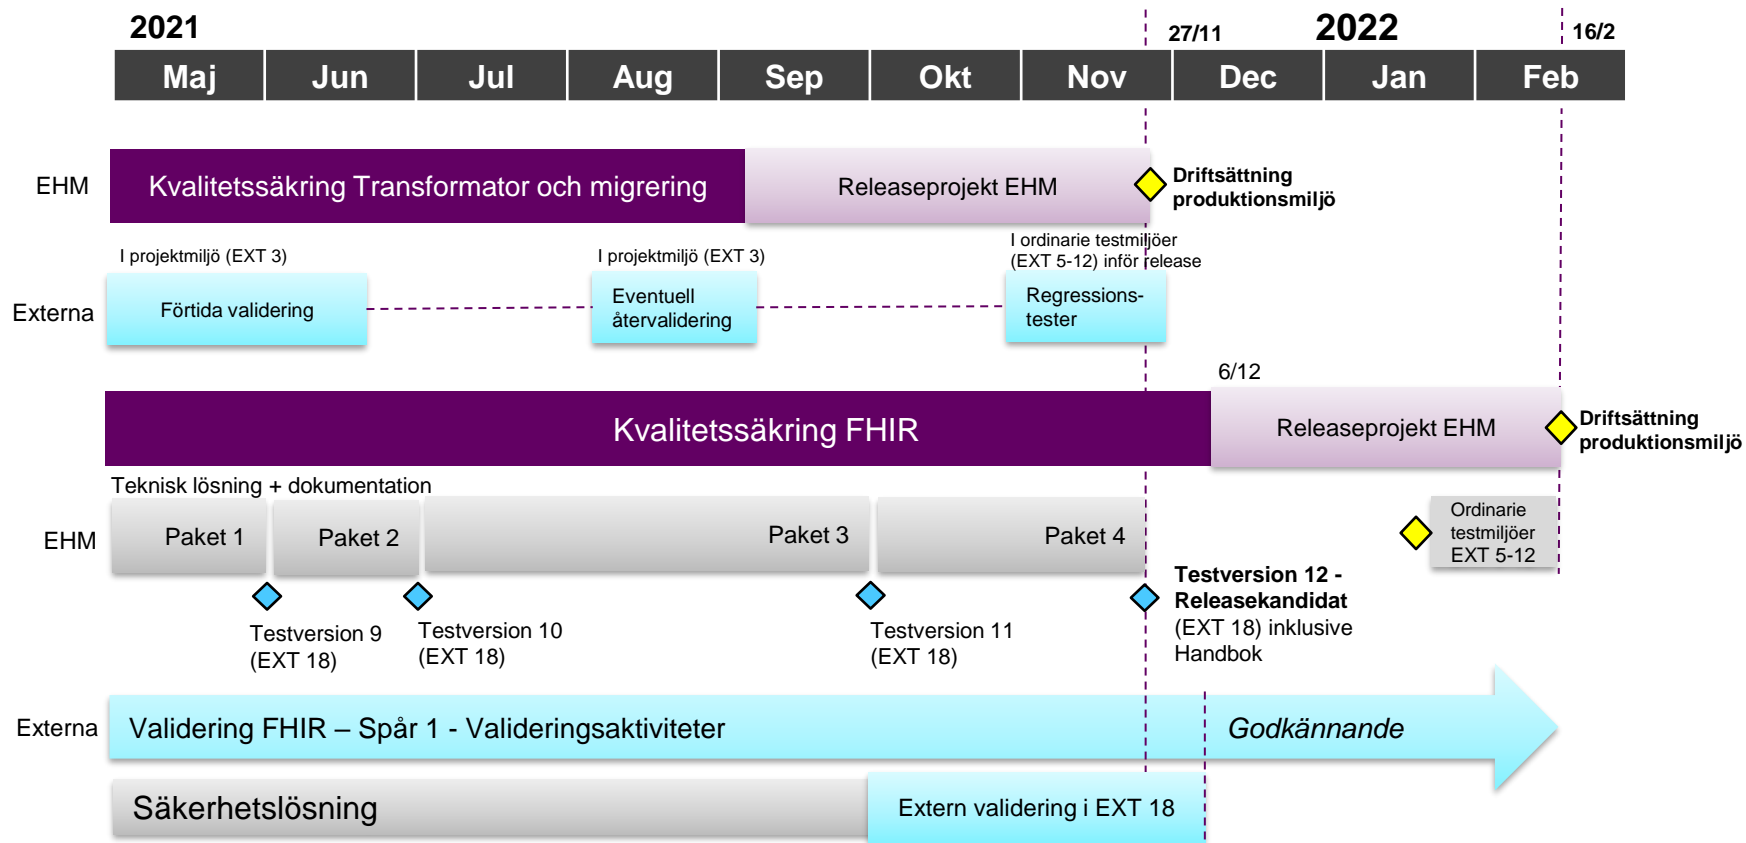 2021
27/11
2022
16/2
Maj
Jun
Jul
Aug
Sep
Okt
Nov
Dec
Jan
Feb
EHM
Kvalitetssäkring Transformator och migrering
Releaseprojekt EHM
Driftsättning
produktionsmiljö
I projektmiljö (EXT 3)
I projektmiljö (EXT 3)
I ordinarie testmiljöer
(EXT 5-12) inför release
Externa
Förtida validering
Eventuell
återvalidering
Regressions-
tester
6/12
Kvalitetssäkring FHIR
Releaseprojekt EHM
Driftsättning
produktionsmiljö
Teknisk lösning + dokumentation
EHM
Paket 1
Paket 2
Paket 3
Paket 4
Ordinarie
testmiljöer
EXT 5-12
Testversion 9
(EXT 18)
Testversion 10
(EXT 18)
Testversion 11
(EXT 18)
Testversion 12 -
Releasekandidat
(EXT 18) inklusive
Handbok
Externa
Validering FHIR – Spår 1 - Valideringsaktiviteter
Godkännande
Säkerhetslösning
Extern validering i EXT 18